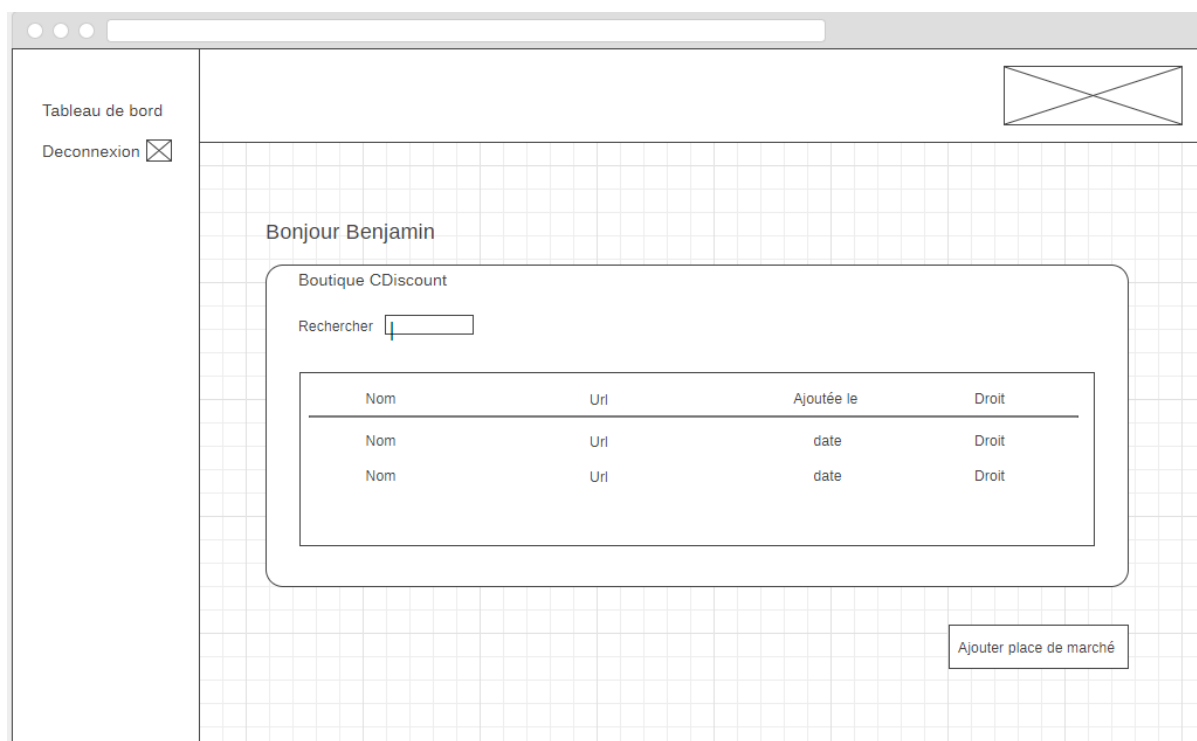 Tableau de bord
Deconnexion
Bonjour Benjamin
Boutique CDiscount
Rechercher
Nom Url Ajoutée le Droit
Nom Url date Droit
Nom Url date Droit
Ajouter place de marché